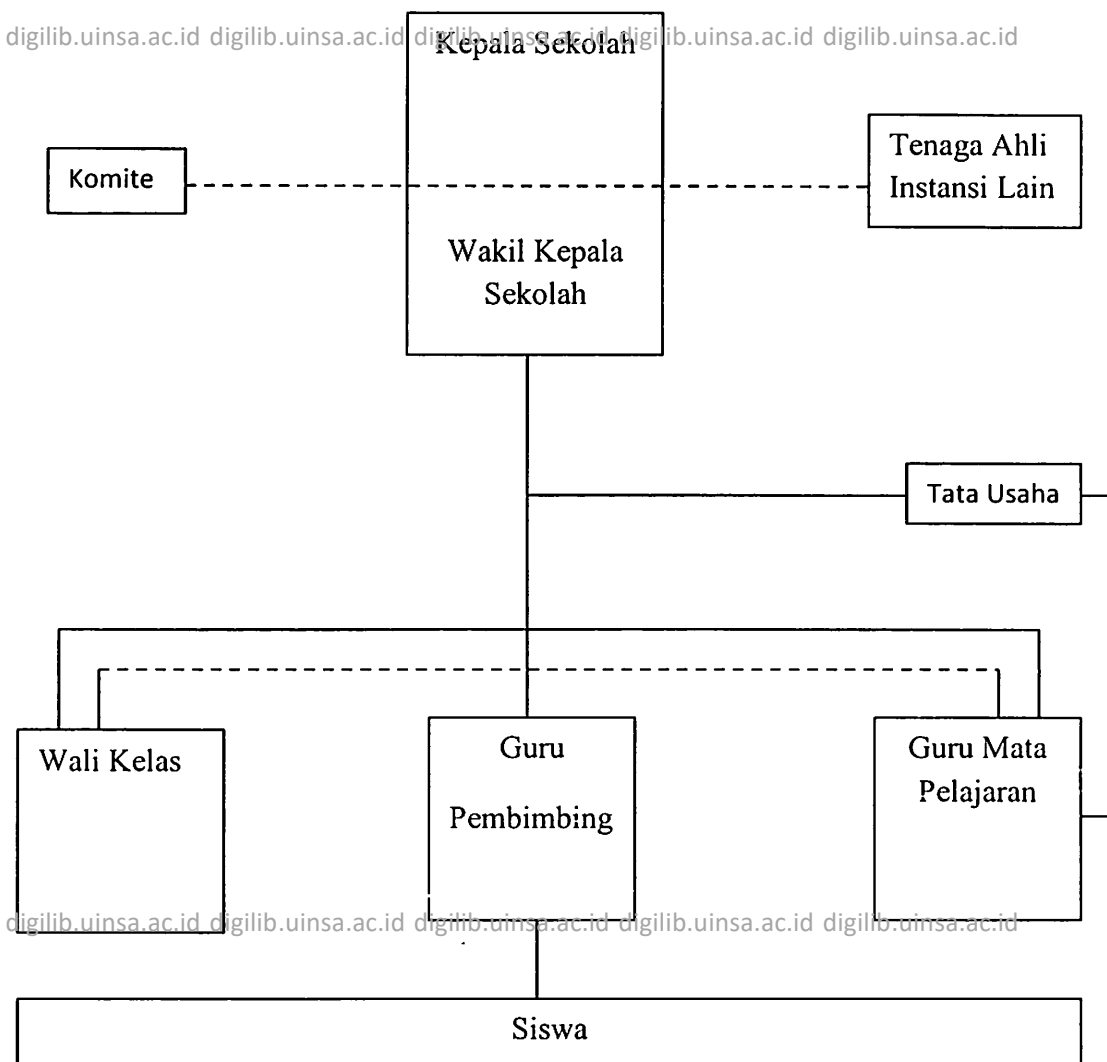 digilib.uinsa.ac.id digilib.uinsa.ac.id digilib.uinsa.ac.id digilib.uinsa.ac.id digilib.uinsa.ac.id
Kepala Sekolah
Komite
Tenaga Ahli
Instansi Lain
Wakil Kepala
Sekolah
Tata Usaha
Wali Kelas
Guru
Pembimbing
Guru Mata
Pelajaran
digilib.uinsa.ac.id digilib.uinsa.ac.id digilib.uinsa.ac.id digilib.uinsa.ac.id digilib.uinsa.ac.id
Siswa